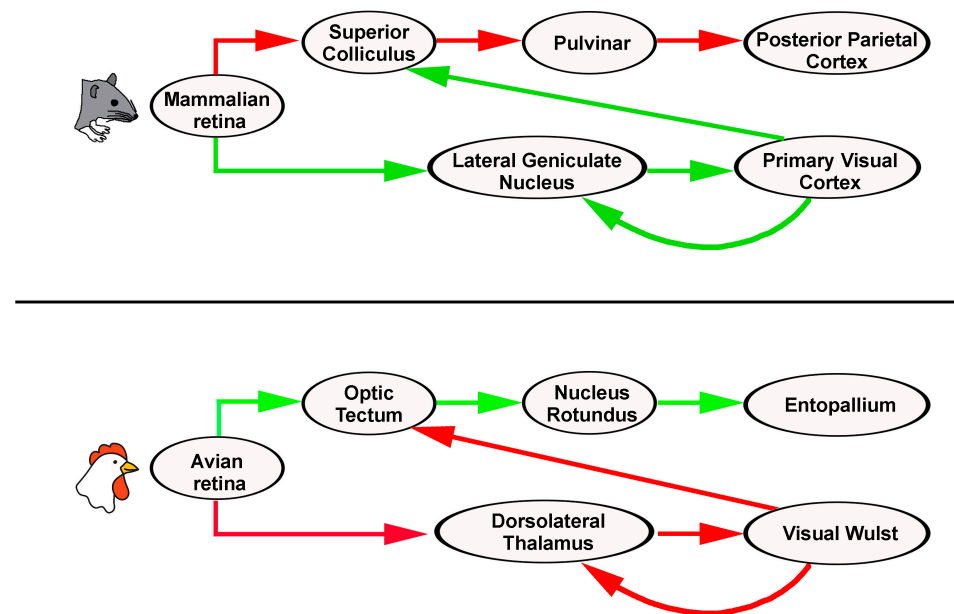 Superior
Colliculus
Pulvinar
Posterior Parietal
Cortex
Mammalian
retina
Lateral Geniculate
Nucleus
Primary Visual
Cortex
Optic
Tectum
Nucleus
Rotundus
Entopallium
Avian
retina
Dorsolateral
Thalamus
Visual Wulst